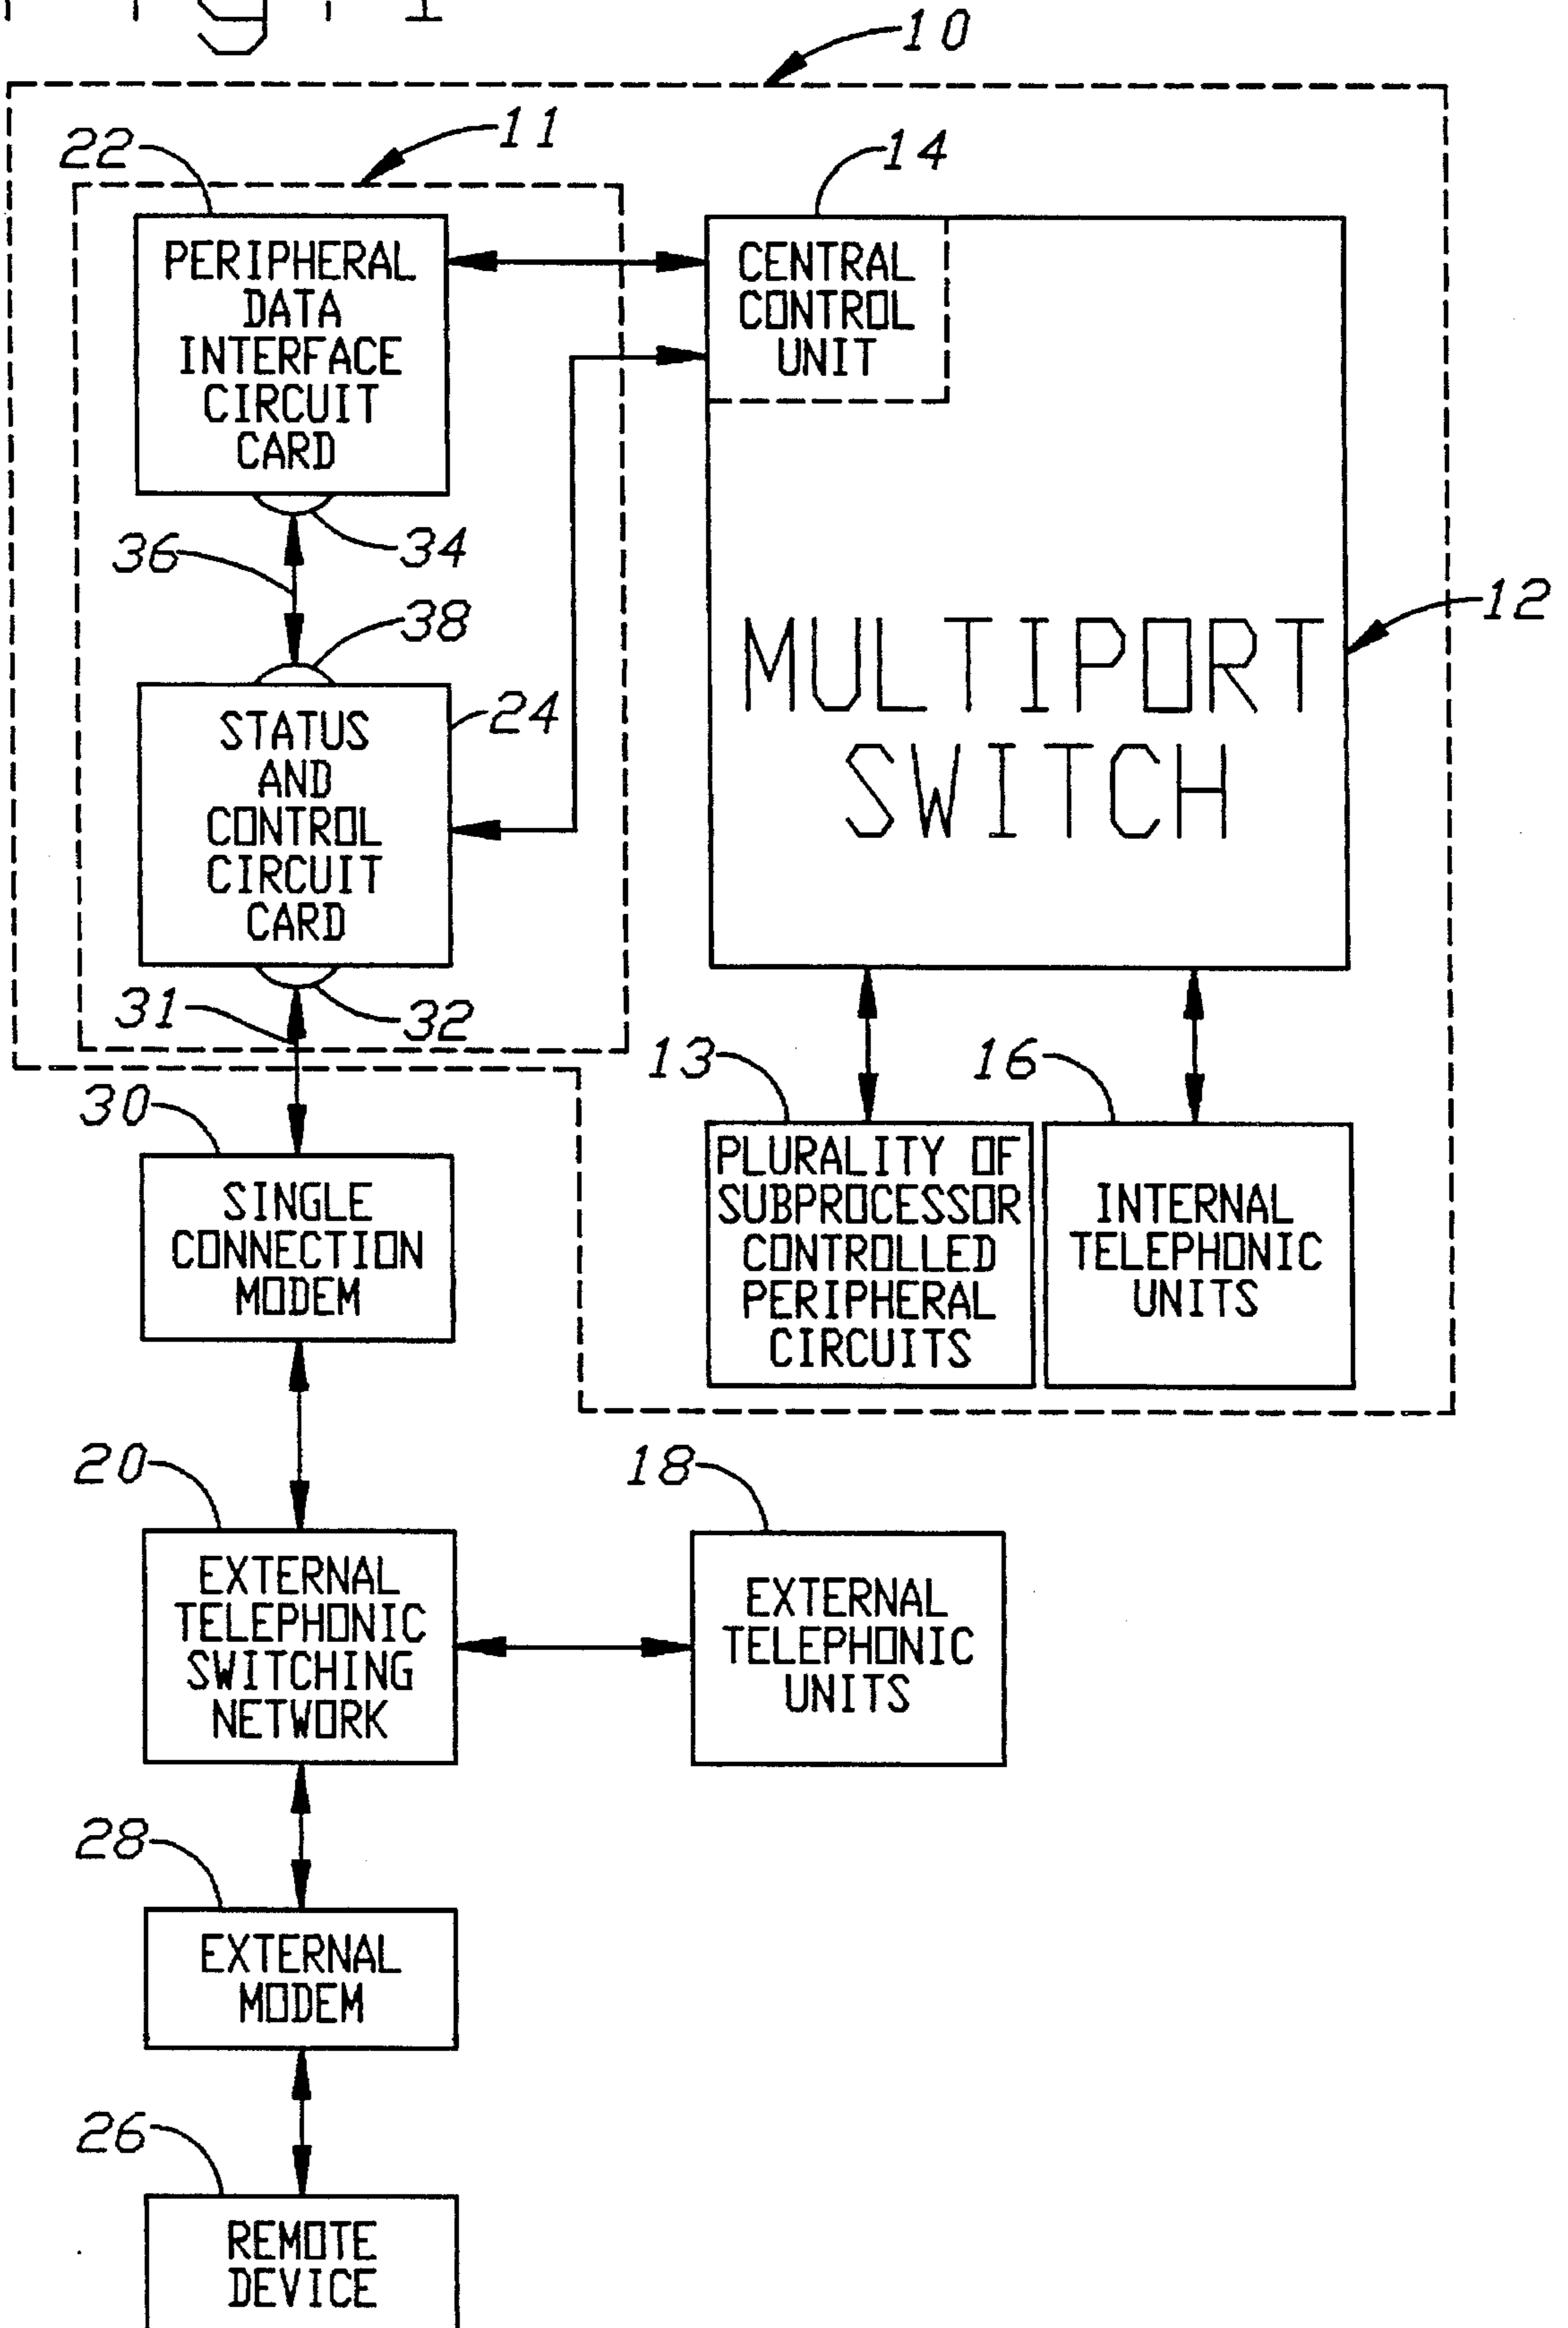 10
11
22
14
PERIPHERAL
DATA
INTERFACE
CIRCUIT
CARD
CENTRAL
CONTROL
UNIT
34
36
38
12
MULTIPORT
SWITCH
24
STATUS
AND
CONTROL
CIRCUIT
CARD
31
32
13
16
30
PLURALITY OF
SUBPROCESSOR
CONTROLLED
PERIPHERAL
CIRCUITS
INTERNAL
TELEPHONIC
UNITS
SINGLE
CONNECTION
MODEM
20
18
EXTERNAL
TELEPHONIC
SWITCHING
NETWORK
EXTERNAL
TELEPHONIC
UNITS
28
EXTERNAL
MODEM
26
REMOTE
DEVICE